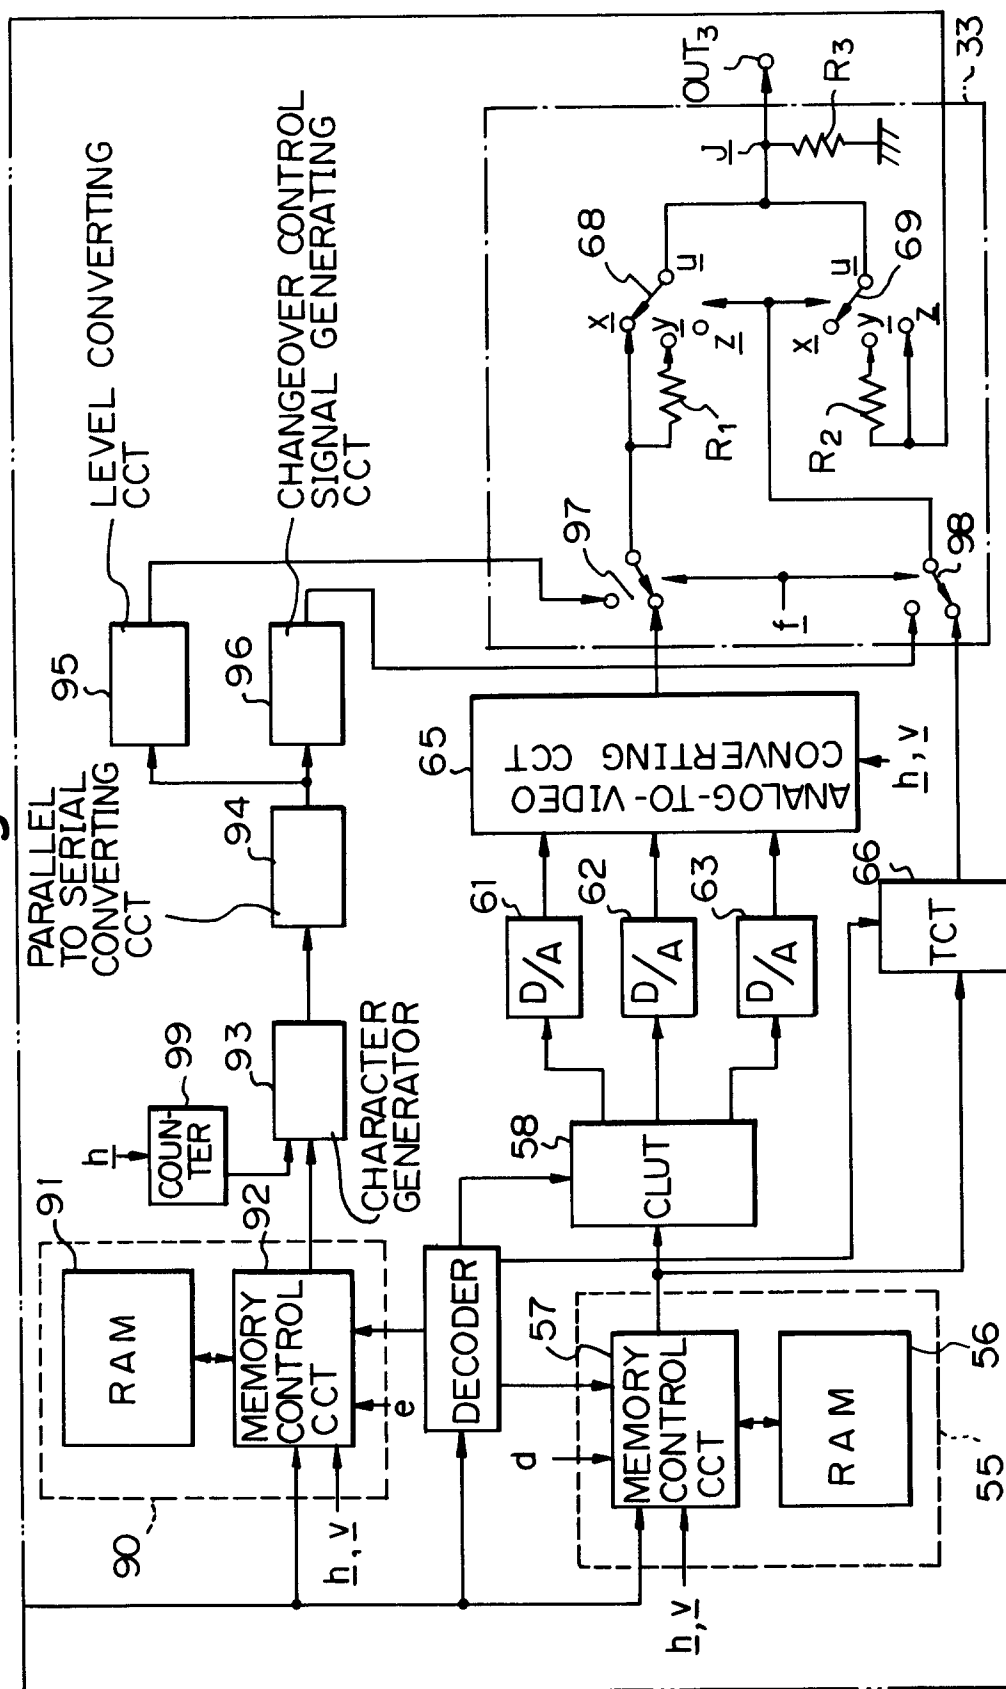 PARALLEL
TO SERIAL
CONVERTING
CCT
LEVEL CONVERTING
CCT
CHANGEOVER CONTROL
SIGNAL GENERATING
CCT
90
91
RAM
92
MEMORY
CONTROL
CCT
h, v
e
h
99
COUN-
TER
93
CHARACTER
GENERATOR
94
95
96
DECODER
d
57
MEMORY
CONTROL
CCT
h, v
RAM
56
55
58
CLUT
61
D/A
62
D/A
63
D/A
65
ANALOG-TO-VIDEO
CONVERTING CCT
h, v
66
TCT
97
f
98
x
68
u
y
z
R1
x
u
69
y
z
R2
J
OUT3
R3
33